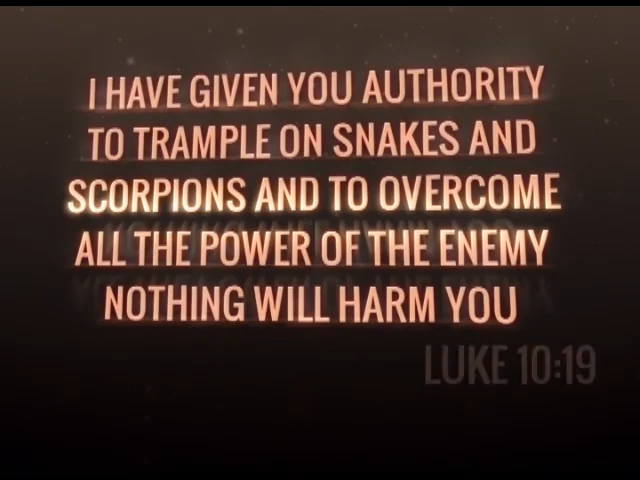 I HAVE GIVEN YOU AUTHORITY
TO TRAMPLE ON SNAKES AND
SCORPIONS AND TO OVERCOME
ALL THE POWER OF THE ENEMY
NOTHING WILL HARM YOU
LUKE 10:19